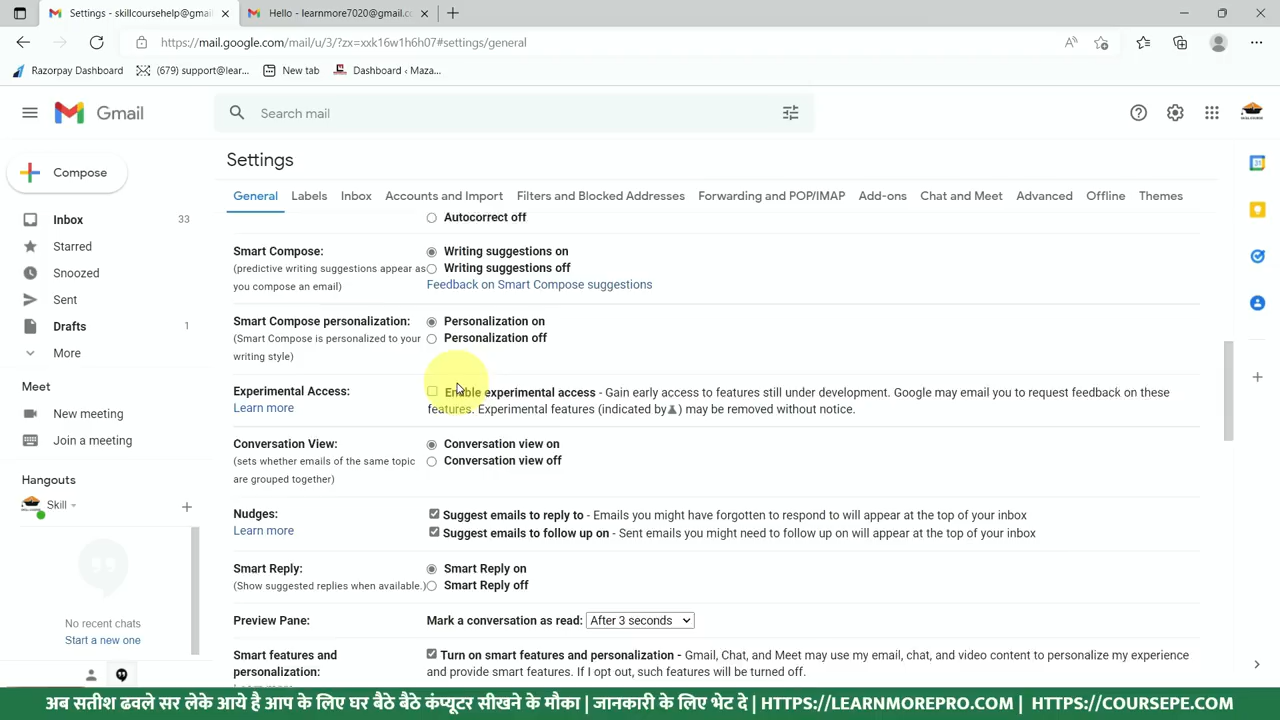 Settings - skillcoursehelp@gmai
Hello - learnmore7020@gmail.c
https://mail.google.com/mail/u/3/?zx=xxk16w1h6h07#settings/general
Razorpay Dashboard
(679) support@lear...
New tab
Dashboard ‹ Maza...
Gmail
Search mail
Compose
Inbox 33
Starred
Snoozed
Sent
Drafts 1
More
Meet
New meeting
Join a meeting
Hangouts
Skill
No recent chats
Start a new one
Settings
General Labels Inbox Accounts and Import Filters and Blocked Addresses Forwarding and POP/IMAP Add-ons Chat and Meet Advanced Offline Themes
Autocorrect off
Smart Compose:
(predictive writing suggestions appear as
you compose an email)
Writing suggestions on
Writing suggestions off
Feedback on Smart Compose suggestions
Smart Compose personalization:
(Smart Compose is personalized to your
writing style)
Personalization on
Personalization off
Experimental Access:
Learn more
Enable experimental access - Gain early access to features still under development. Google may email you to request feedback on these
features. Experimental features (indicated by ) may be removed without notice.
Conversation View:
(sets whether emails of the same topic
are grouped together)
Conversation view on
Conversation view off
Nudges:
Learn more
Suggest emails to reply to - Emails you might have forgotten to respond to will appear at the top of your inbox
Suggest emails to follow up on - Sent emails you might need to follow up on will appear at the top of your inbox
Smart Reply:
(Show suggested replies when available.)
Smart Reply on
Smart Reply off
Preview Pane:
Mark a conversation as read: After 3 seconds
Smart features and
personalization:
Turn on smart features and personalization - Gmail, Chat, and Meet may use my email, chat, and video content to personalize my experience
and provide smart features. If I opt out, such features will be turned off.
अब सतीश ढवले सर लेके आये है आप के लिए घर बैठे बैठे कंप्यूटर सीखने के मौका | जानकारी के लिए भेट दे | HTTPS://LEARNMOREPRO.COM | HTTPS://COURSEPE.COM